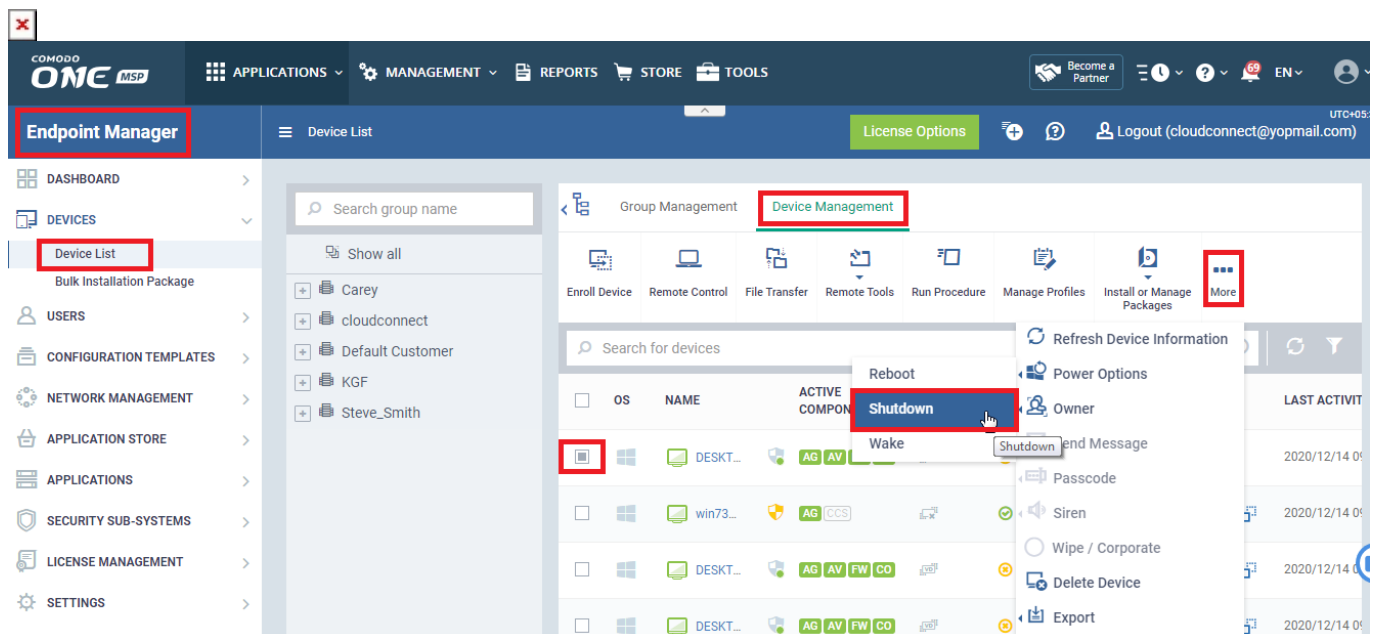 COMODO
ONE MSP
APPLICATIONS
MANAGEMENT
REPORTS
STORE
TOOLS
Become a
Partner
69
EN
Endpoint Manager
Device List
License Options
UTC+05:
Logout (cloudconnect@yopmail.com)
DASHBOARD
DEVICES
Device List
Bulk Installation Package
USERS
CONFIGURATION TEMPLATES
NETWORK MANAGEMENT
APPLICATION STORE
APPLICATIONS
SECURITY SUB-SYSTEMS
LICENSE MANAGEMENT
SETTINGS
Search group name
Show all
Carey
cloudconnect
Default Customer
KGF
Steve_Smith
Group Management
Device Management
Enroll Device
Remote Control
File Transfer
Remote Tools
Run Procedure
Manage Profiles
Install or Manage
Packages
More
Search for devices
Refresh Device Information
Power Options
Owner
Passcode
Siren
Wipe / Corporate
Delete Device
Export
Reboot
Shutdown
Wake
Shutdown
end Message
OS
NAME
ACTIVE
COMPON
LAST ACTIVIT
DESKT...
AG AV
2020/12/14 09
win73...
AG CCS
2020/12/14 09
DESKT...
AG AV FW CO
2020/12/14
DESKT...
AG AV FW CO
2020/12/14 09